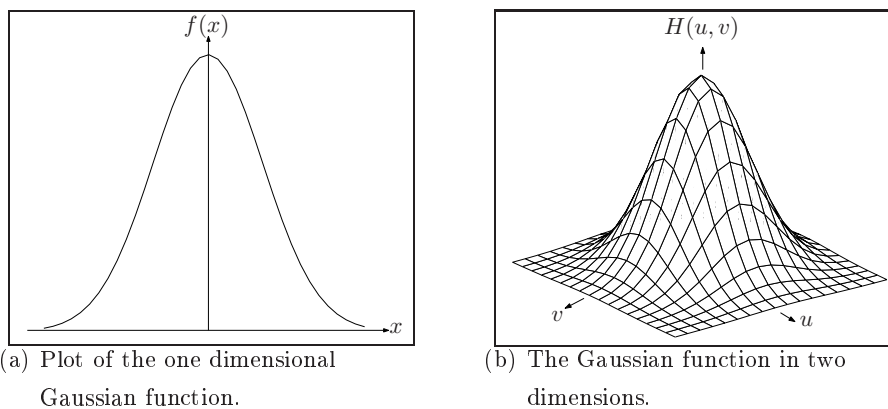 f(x)
x
(a) Plot of the one dimensional
Gaussian function.
H(u, v)
v
u
(b) The Gaussian function in two
dimensions.